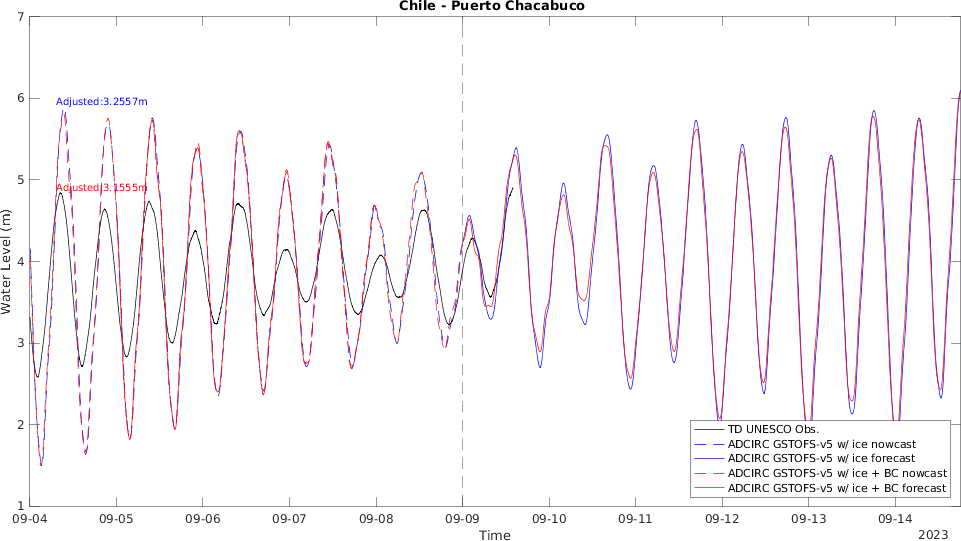 Chile - Puerto Chacabuco
7
6
5
4
3
2
1
Water Level (m)
Adjusted:3.2557m
Adjusted:3.1555m
TD UNESCO Obs.
ADCIRC GSTOFS-v5 w/ ice nowcast
ADCIRC GSTOFS-v5 w/ ice forecast
ADCIRC GSTOFS-v5 w/ ice + BC nowcast
ADCIRC GSTOFS-v5 w/ ice + BC forecast
09-04 09-05 09-06 09-07 09-08 09-09 09-10 09-11 09-12 09-13 09-14
Time
2023